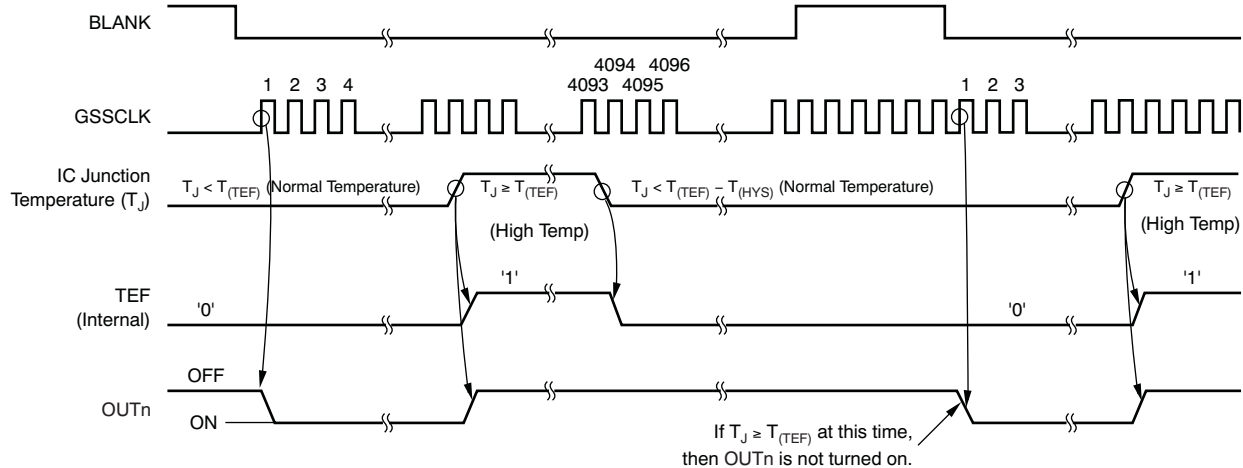 BLANK
4094 4096
1 2 3 4 4093 4095 1 2 3
GSSCLK
IC Junction
Temperature (TJ)
TJ < T(TEF) (Normal Temperature)
TJ ≥ T(TEF)
(High Temp)
TJ < T(TEF) – T(HYS) (Normal Temperature)
TJ ≥ T(TEF)
(High Temp)
TEF
(Internal)
'0' '1' '0' '1'
OFF
OUTn
ON
If TJ ≥ T(TEF) at this time,
then OUTn is not turned on.